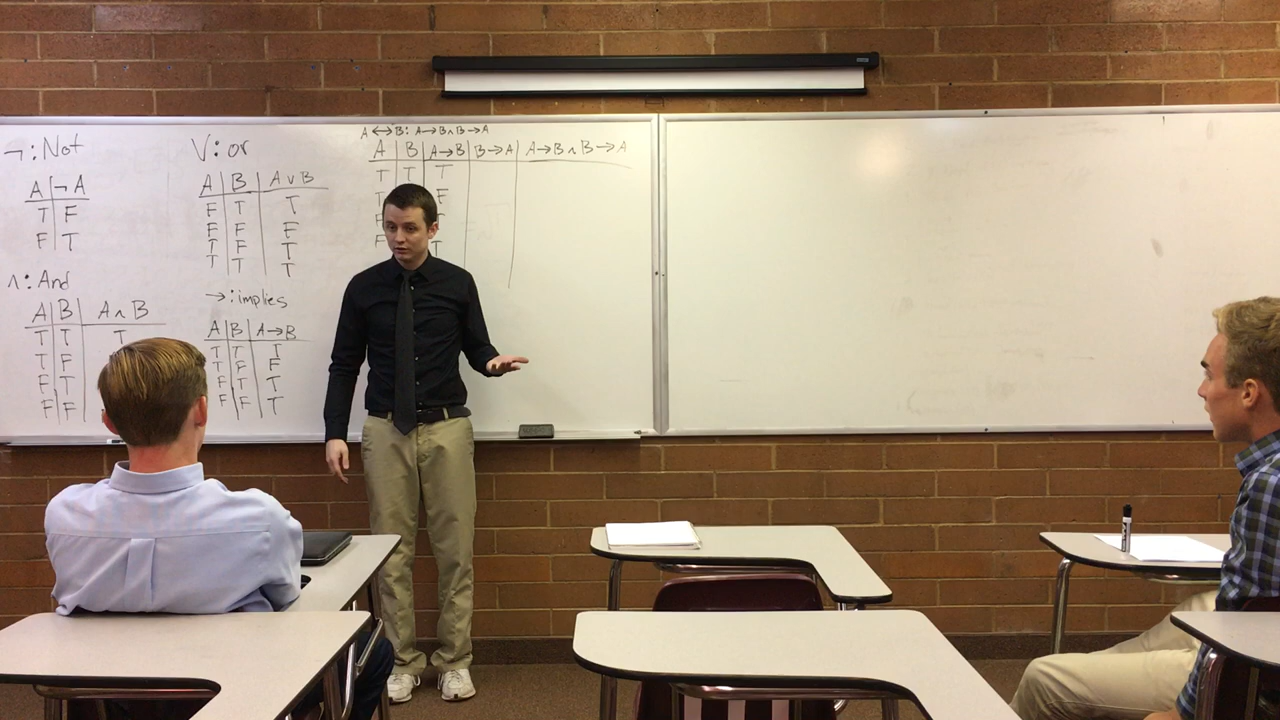 ¬: Not
A ¬A
T F
F T
∧: And
A B A∧B
T T T
T F
F T
F F
V: or
A B A∨B
F T T
F F F
T F T
T T T
→: implies
A B A→B
T T T
T F F
F T T
F F T
A ↔ B: A→B ∧ B→A
A B A→B B→A A→B ∧ B→A
T T T
T F
F T
F T